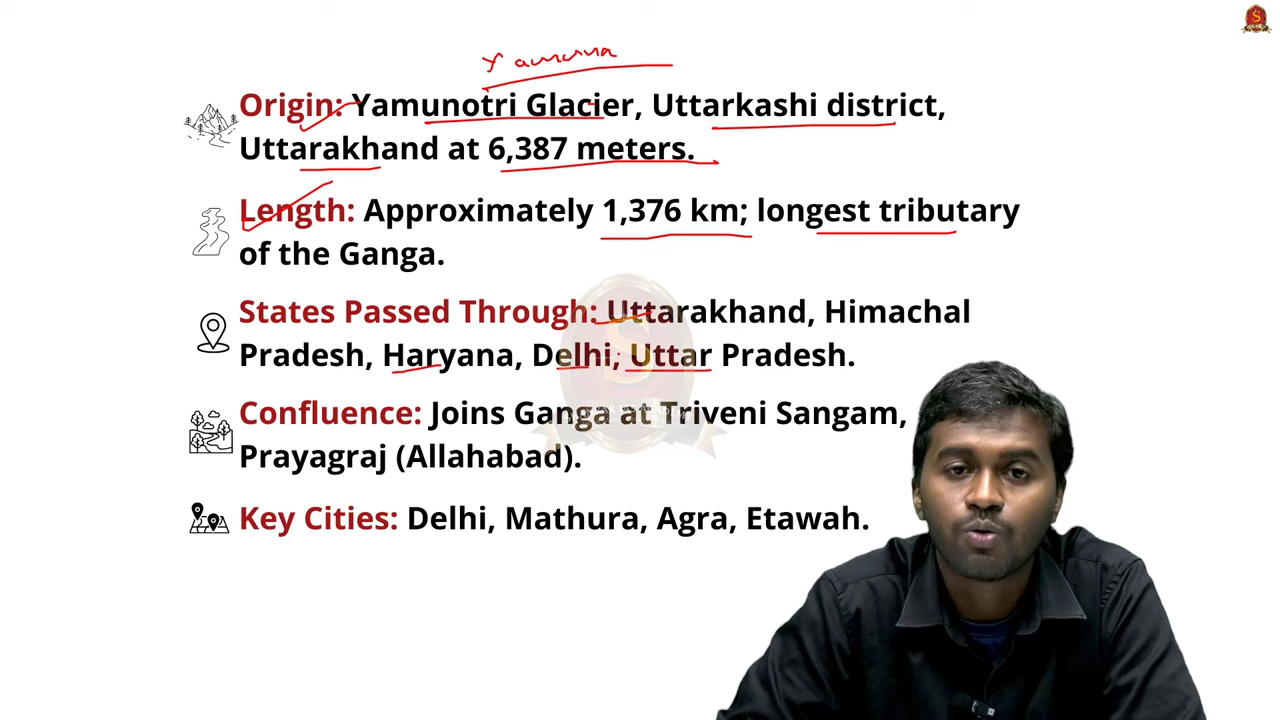 Yamuna
Origin: Yamunotri Glacier, Uttarkashi district,
Uttarakhand at 6,387 meters.
Length: Approximately 1,376 km; longest tributary
of the Ganga.
States Passed Through: Uttarakhand, Himachal
Pradesh, Haryana, Delhi, Uttar Pradesh.
Confluence: Joins Ganga at Triveni Sangam,
Prayagraj (Allahabad).
Key Cities: Delhi, Mathura, Agra, Etawah.